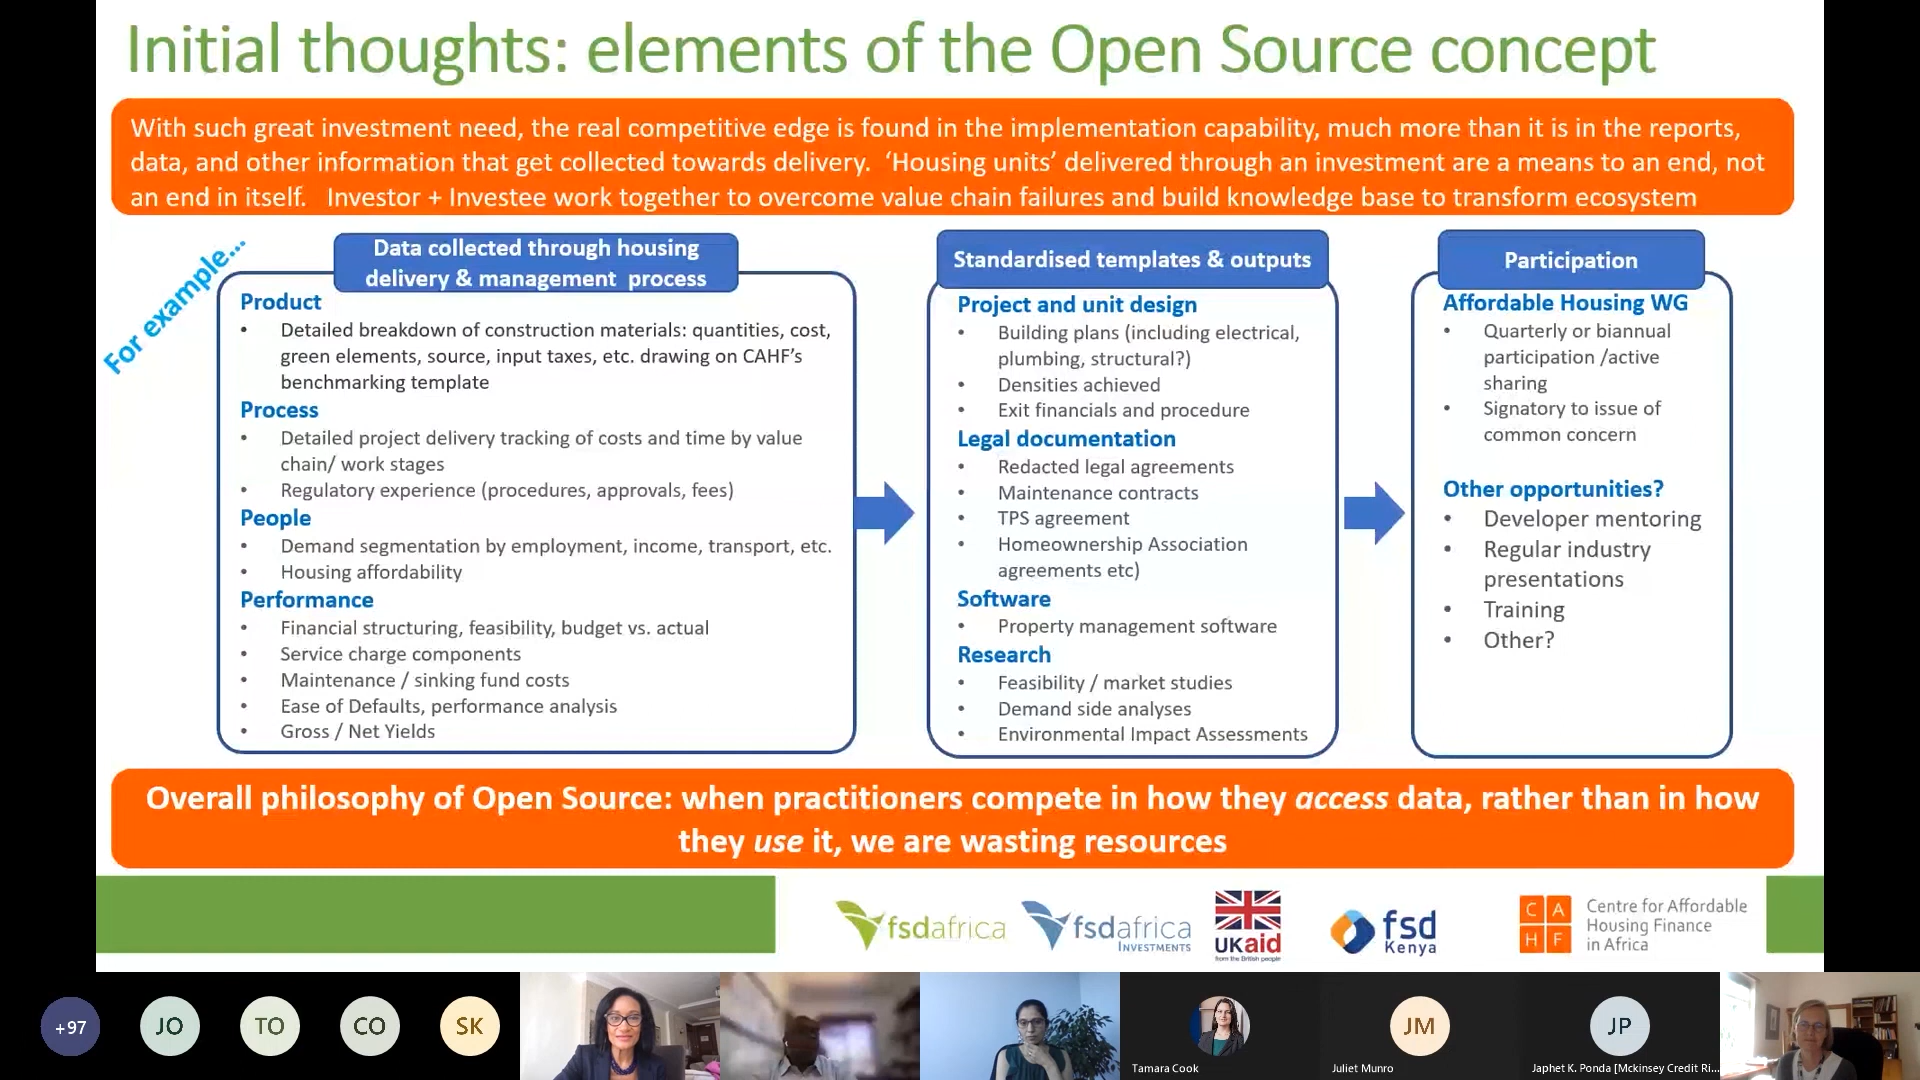 Initial thoughts: elements of the Open Source concept
With such great investment need, the real competitive edge is found in the implementation capability, much more than it is in the reports,
data, and other information that get collected towards delivery.  ‘Housing units’ delivered through an investment are a means to an end, not
an end in itself.   Investor + Investee work together to overcome value chain failures and build knowledge base to transform ecosystem
For example...
Data collected through housing
delivery & management  process
Product
• Detailed breakdown of construction materials: quantities, cost,
green elements, source, input taxes, etc. drawing on CAHF’s
benchmarking template
Process
• Detailed project delivery tracking of costs and time by value
chain/ work stages
• Regulatory experience (procedures, approvals, fees)
People
• Demand segmentation by employment, income, transport, etc.
• Housing affordability
Performance
• Financial structuring, feasibility, budget vs. actual
• Service charge components
• Maintenance / sinking fund costs
• Ease of Defaults, performance analysis
• Gross / Net Yields
Standardised templates & outputs
Project and unit design
• Building plans (including electrical,
plumbing, structural?)
• Densities achieved
• Exit financials and procedure
Legal documentation
• Redacted legal agreements
• Maintenance contracts
• TPS agreement
• Homeownership Association
agreements etc)
Software
• Property management software
Research
• Feasibility / market studies
• Demand side analyses
• Environmental Impact Assessments
Participation
Affordable Housing WG
• Quarterly or biannual
participation /active
sharing
• Signatory to issue of
common concern
Other opportunities?
• Developer mentoring
• Regular industry
presentations
• Training
• Other?
Overall philosophy of Open Source: when practitioners compete in how they access data, rather than in how
they use it, we are wasting resources
fsdafrica
fsdafrica
INVESTMENTS
UKaid
from the British people
fsd
Kenya
C A
H F
Centre for Affordable
Housing Finance
in Africa
+97
JO
TO
CO
SK
Tamara Cook
JM
Juliet Munro
JP
Japhet K. Ponda [Mckinsey Credit Ri...